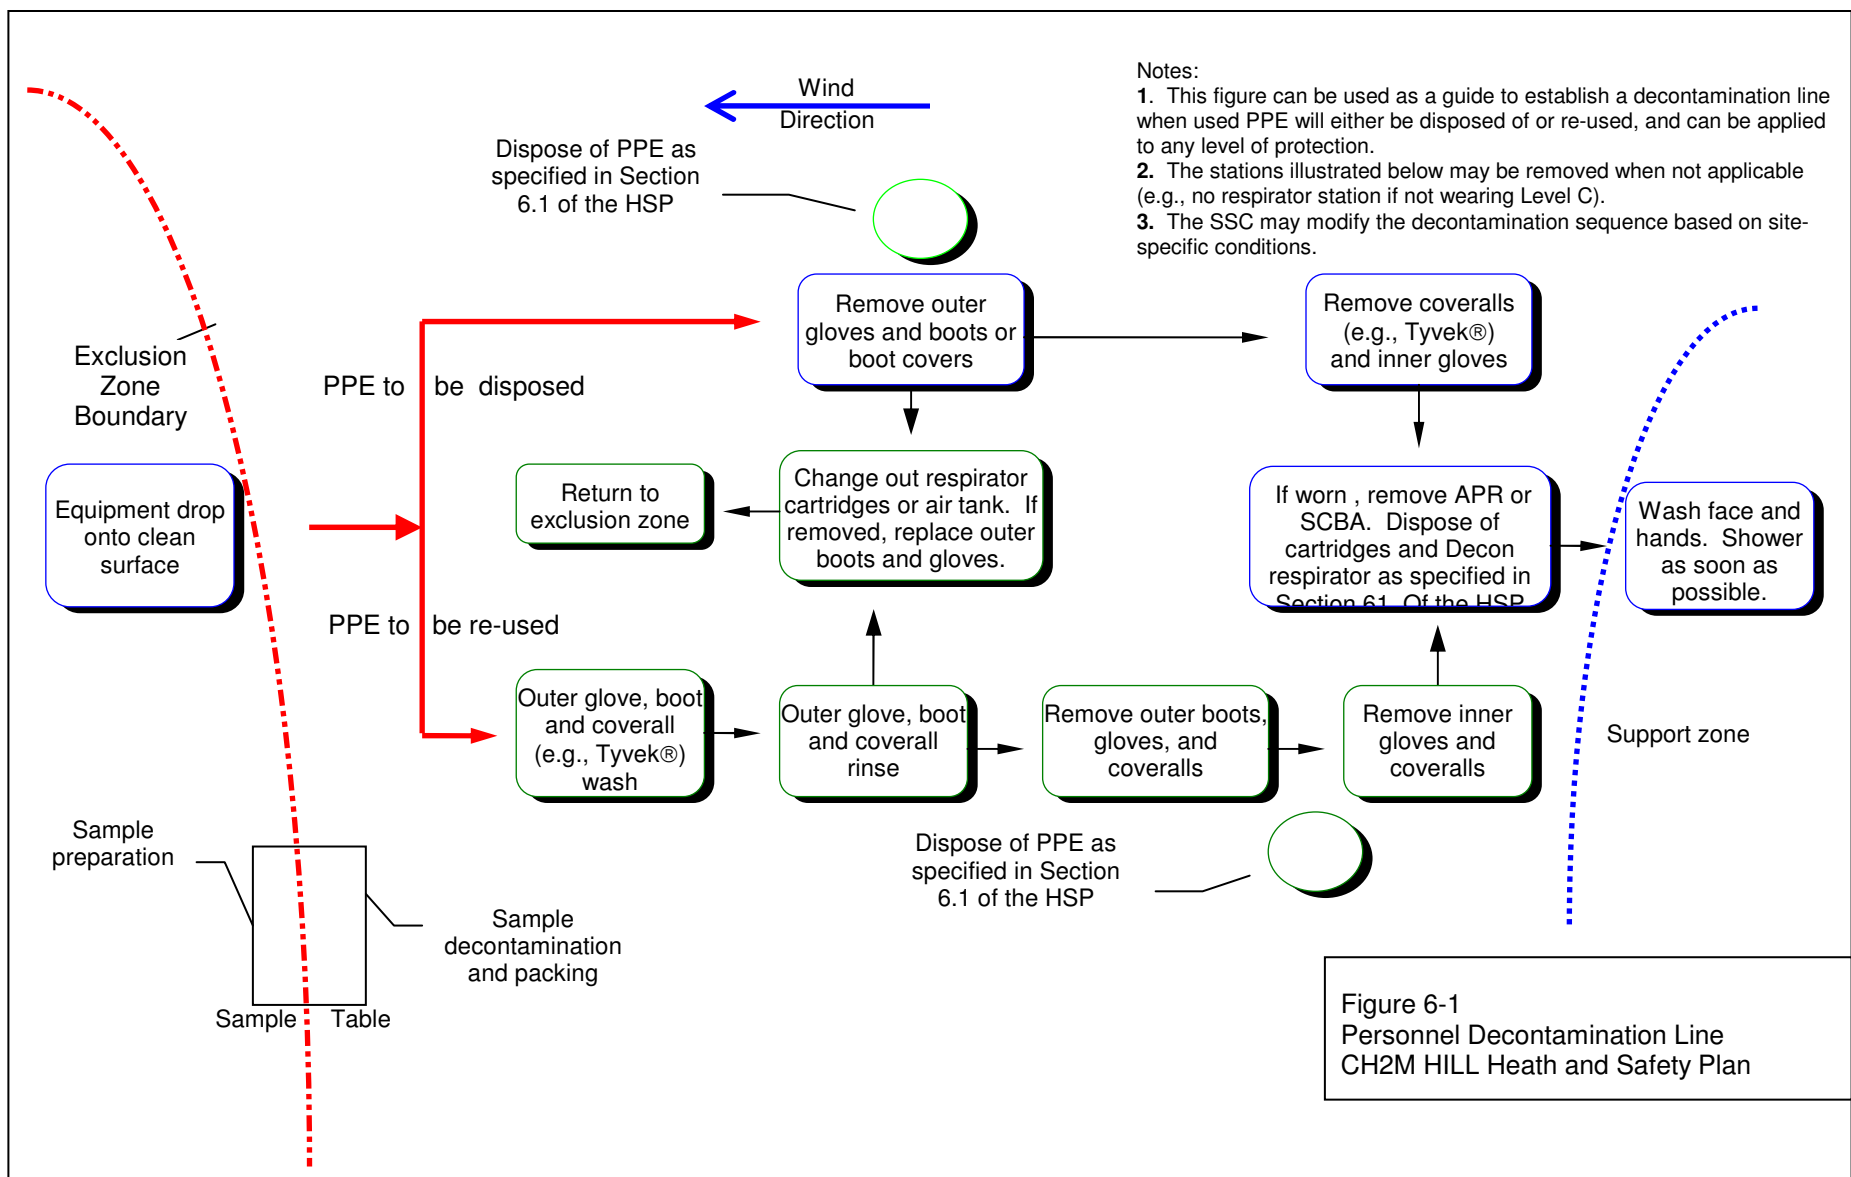 Wind
Direction
Notes:
1.  This figure can be used as a guide to establish a decontamination line
when used PPE will either be disposed of or re-used, and can be applied
to any level of protection.
2.  The stations illustrated below may be removed when not applicable
(e.g., no respirator station if not wearing Level C).
3.  The SSC may modify the decontamination sequence based on site-
specific conditions.
Dispose of PPE as
specified in Section
6.1 of the HSP
Remove outer
gloves and boots or
boot covers
Remove coveralls
(e.g., Tyvek®)
and inner gloves
Exclusion
Zone
Boundary
PPE to be disposed
Equipment drop
onto clean
surface
Return to
exclusion zone
Change out respirator
cartridges or air tank.  If
removed, replace outer
boots and gloves.
If worn , remove APR or
SCBA.  Dispose of
cartridges and Decon
respirator as specified in
Section 61. Of the HSP
Wash face and
hands.  Shower
as soon as
possible.
PPE to be re-used
Outer glove, boot
and coverall
(e.g., Tyvek®)
wash
Outer glove, boot
and coverall
rinse
Remove outer boots,
gloves, and
coveralls
Remove inner
gloves and
coveralls
Support zone
Sample
preparation
Dispose of PPE as
specified in Section
6.1 of the HSP
Sample
decontamination
and packing
Sample Table
Figure 6-1
Personnel Decontamination Line
CH2M HILL Heath and Safety Plan